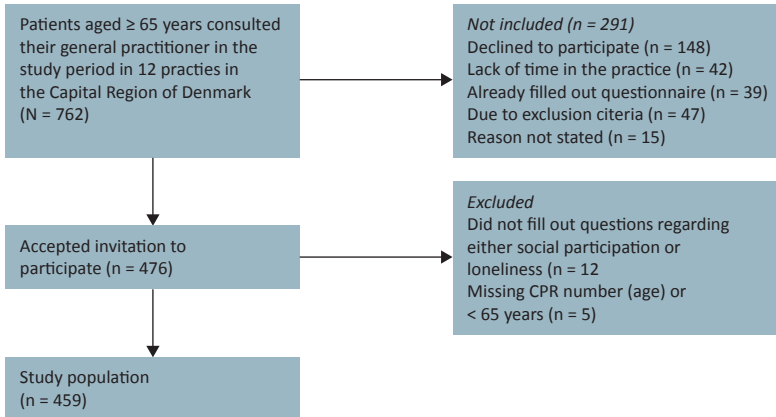 Patients aged ≥ 65 years consulted
their general practitioner in the
study period in 12 practies in
the Capital Region of Denmark
(N = 762)
Not included (n = 291)
Declined to participate (n = 148)
Lack of time in the practice (n = 42)
Already filled out questionnaire (n = 39)
Due to exclusion citeria (n = 47)
Reason not stated (n = 15)
Accepted invitation to
participate (n = 476)
Excluded
Did not fill out questions regarding
either social participation or
loneliness (n = 12
Missing CPR number (age) or
< 65 years (n = 5)
Study population
(n = 459)